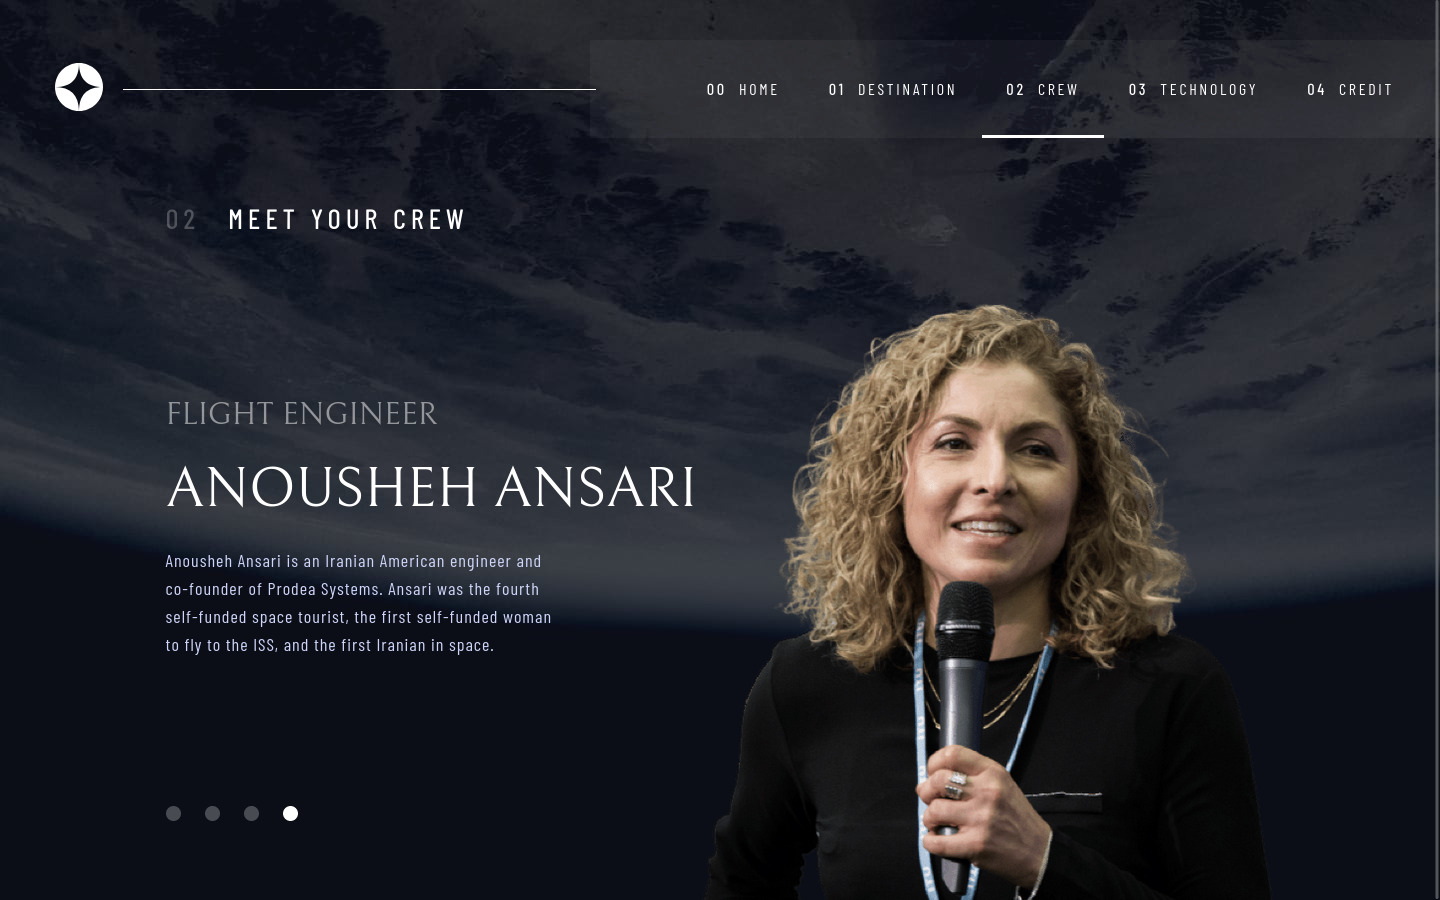 00 HOME
01 DESTINATION
02 CREW
03 TECHNOLOGY
04 CREDIT
02 MEET YOUR CREW
FLIGHT ENGINEER
ANOUSHEH ANSARI
Anousheh Ansari is an Iranian American engineer and
co-founder of Prodea Systems. Ansari was the fourth
self-funded space tourist, the first self-funded woman
to fly to the ISS, and the first Iranian in space.